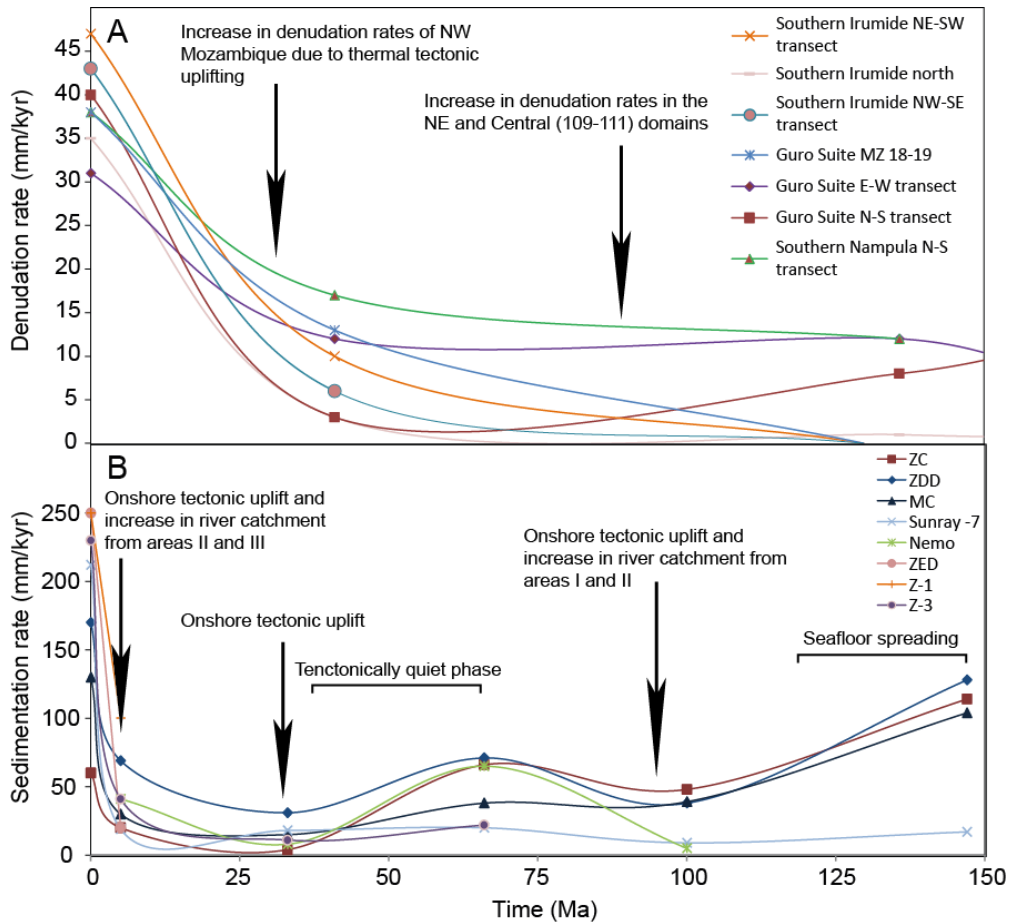 A
Increase in denudation rates of NW
Mozambique due to thermal tectonic
uplifting
Increase in denudation rates in the
NE and Central (109-111) domains
Southern Irumide NE-SW
transect
Southern Irumide north
Southern Irumide NW-SE
transect
Guro Suite MZ 18-19
Guro Suite E-W transect
Guro Suite N-S transect
Southern Nampula N-S
transect
Denudation rate (mm/kyr)
45
40
35
30
25
20
15
10
5
0
B
Onshore tectonic uplift and
increase in river catchment
from areas II and III
Onshore tectonic uplift
Tenctonically quiet phase
Onshore tectonic uplift and
increase in river catchment from
areas I and II
Seafloor spreading
ZC
ZDD
MC
Sunray -7
Nemo
ZED
Z-1
Z-3
Sedimentation rate (mm/kyr)
250
200
150
100
50
0
0 25 50 75 100 125 150
Time (Ma)